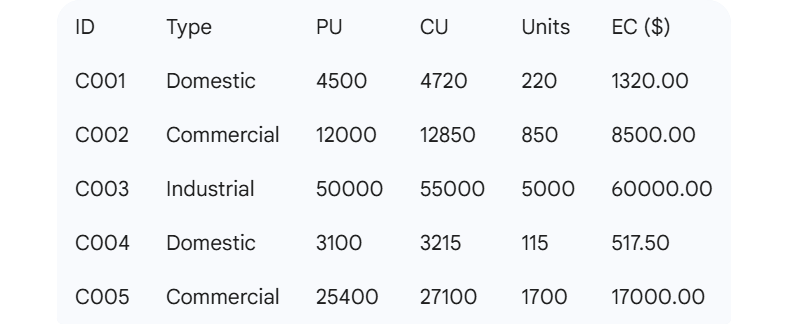 ID Type PU CU Units EC ($)
C001 Domestic 4500 4720 220 1320.00
C002 Commercial 12000 12850 850 8500.00
C003 Industrial 50000 55000 5000 60000.00
C004 Domestic 3100 3215 115 517.50
C005 Commercial 25400 27100 1700 17000.00